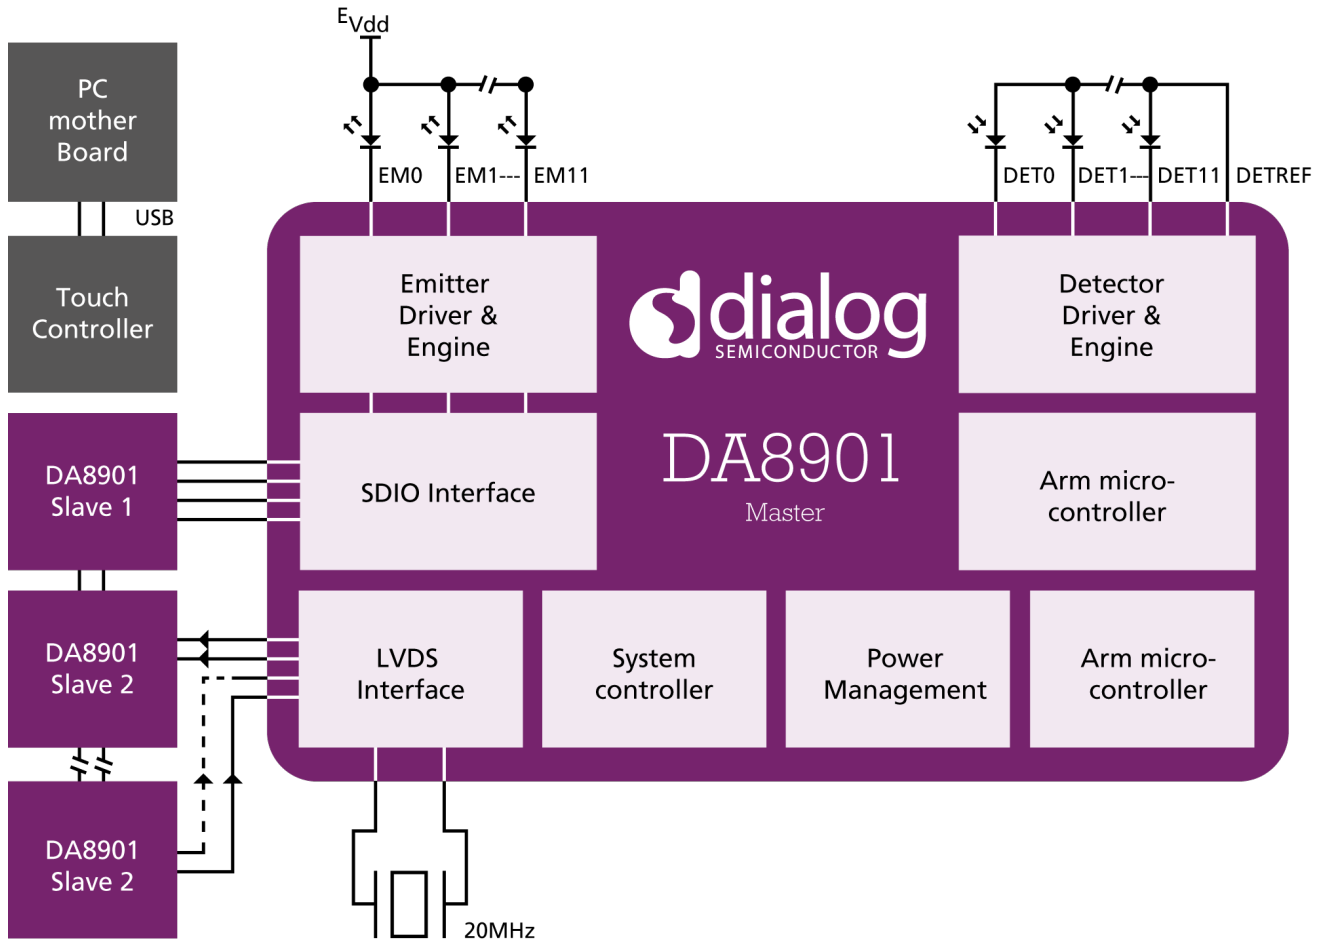 EVdd
PC
mother
Board
EM0
EM1---
EM11
DET0
DET1---
DET11
DETREF
USB
Touch
Controller
Emitter
Driver &
Engine
dialog
SEMICONDUCTOR
Detector
Driver &
Engine
DA8901
Slave 1
SDIO Interface
DA8901
Master
Arm micro-
controller
DA8901
Slave 2
LVDS
Interface
System
controller
Power
Management
Arm micro-
controller
DA8901
Slave 2
20MHz